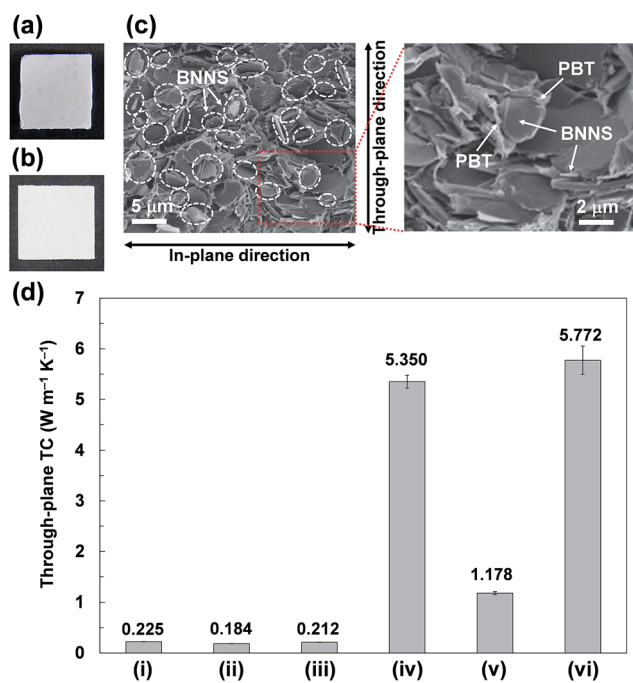 (a)
(b)
(c)
BNNS
5 μm
In-plane direction
Through-plane direction
PBT
BNNS
PBT
2 μm
(d)
Through-plane TC (W m⁻¹ K⁻¹)
7
6
5
4
3
2
1
0
0.225
0.184
0.212
5.350
1.178
5.772
(i)
(ii)
(iii)
(iv)
(v)
(vi)